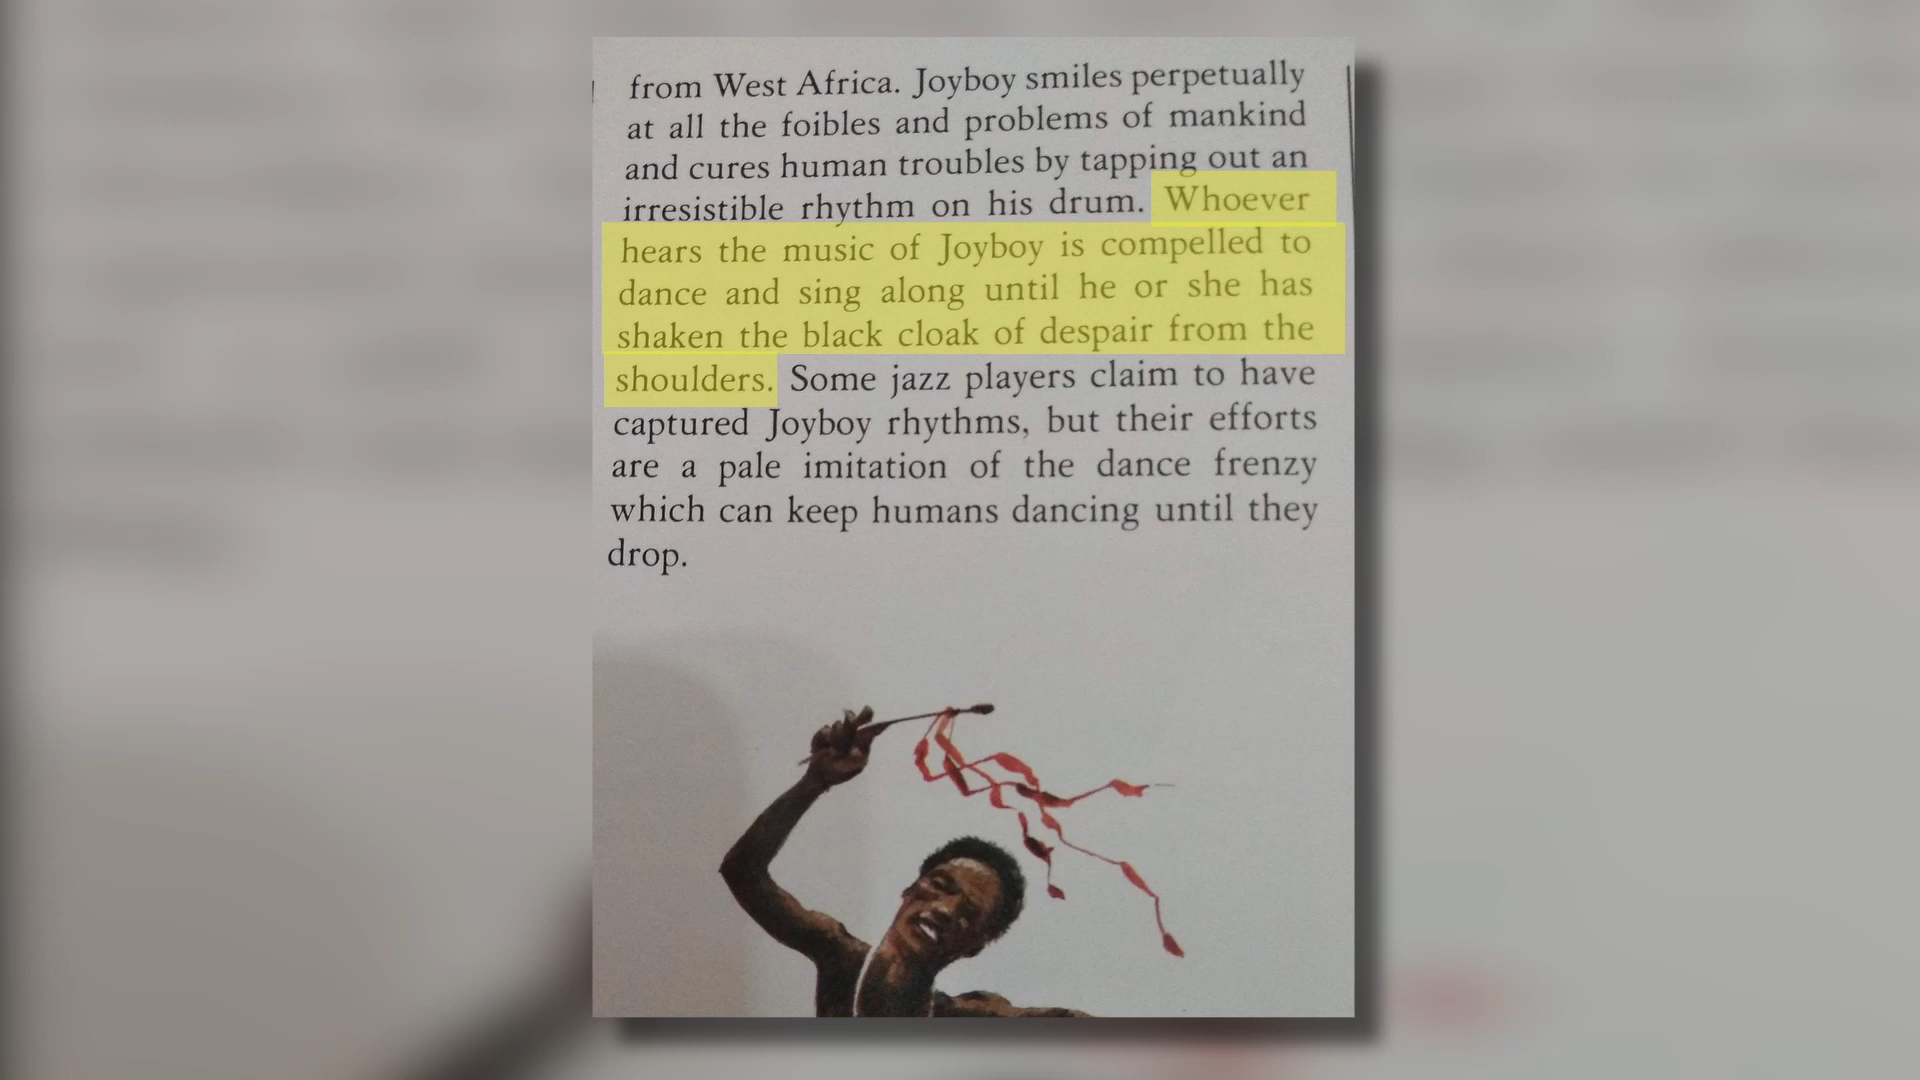 from West Africa. Joyboy smiles perpetually
at all the foibles and problems of mankind
and cures human troubles by tapping out an
irresistible rhythm on his drum. Whoever
hears the music of Joyboy is compelled to
dance and sing along until he or she has
shaken the black cloak of despair from the
shoulders. Some jazz players claim to have
captured Joyboy rhythms, but their efforts
are a pale imitation of the dance frenzy
which can keep humans dancing until they
drop.